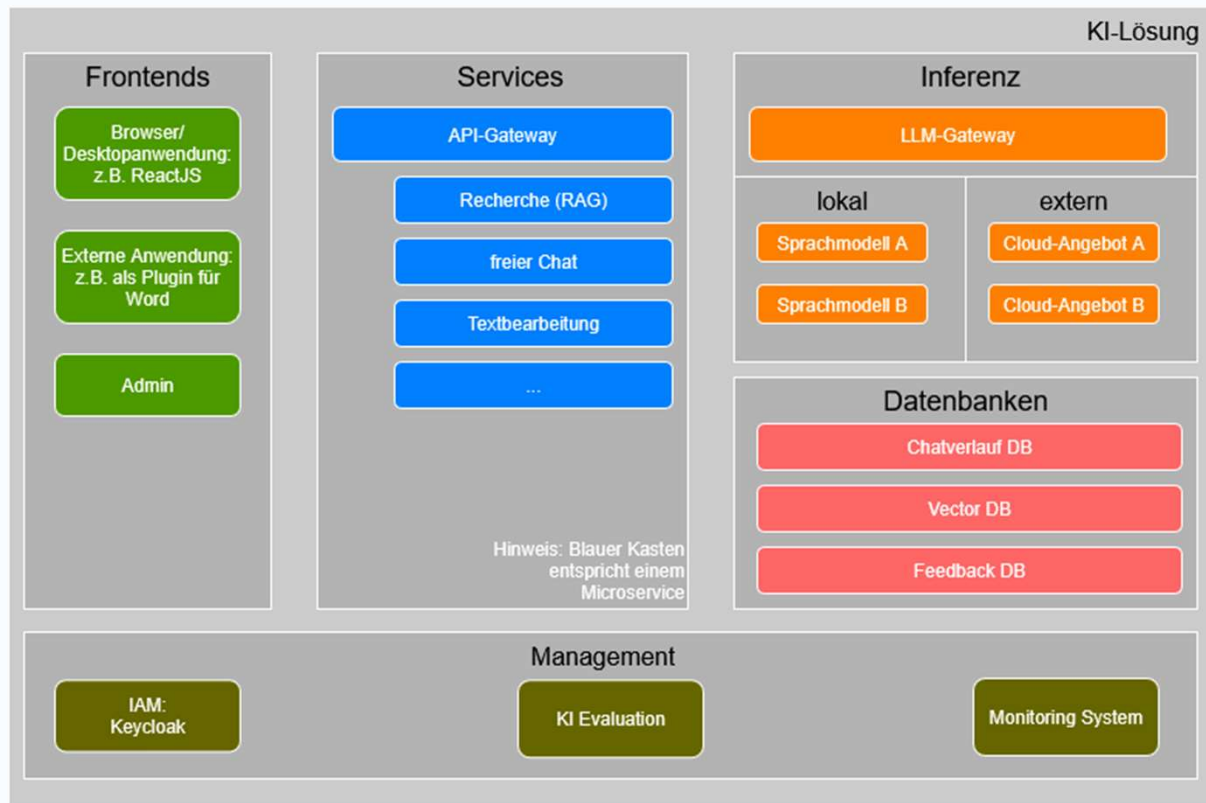 KI-Lösung
Frontends
Browser/
Desktopanwendung:
z.B. ReactJS
Externe Anwendung:
z.B. als Plugin für
Word
Admin
Services
API-Gateway
Recherche (RAG)
freier Chat
Textbearbeitung
...
Hinweis: Blauer Kasten
entspricht einem
Microservice
Inferenz
LLM-Gateway
lokal
Sprachmodell A
Sprachmodell B
extern
Cloud-Angebot A
Cloud-Angebot B
Datenbanken
Chatverlauf DB
Vector DB
Feedback DB
Management
IAM:
Keycloak
KI Evaluation
Monitoring System